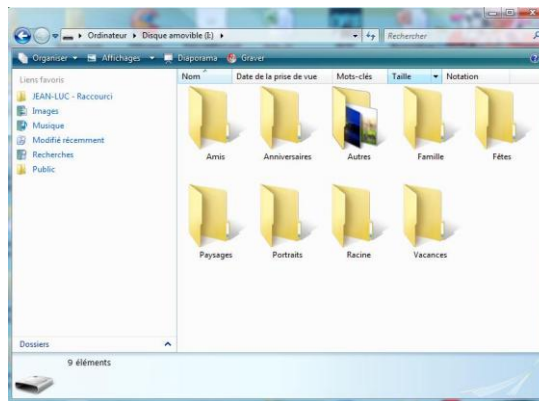 Ordinateur Disque amovible (I:) Rechercher
Organiser Affichages Diaporama Graver
Liens favoris
JEAN-LUC - Raccourci
Images
Musique
Modifié récemment
Recherches
Public
Dossiers
Nom Date de la prise de vue Mots-clés Taille Notation
Amis Anniversaires Autres Famille Fêtes
Paysages Portraits Racine Vacances
9 éléments